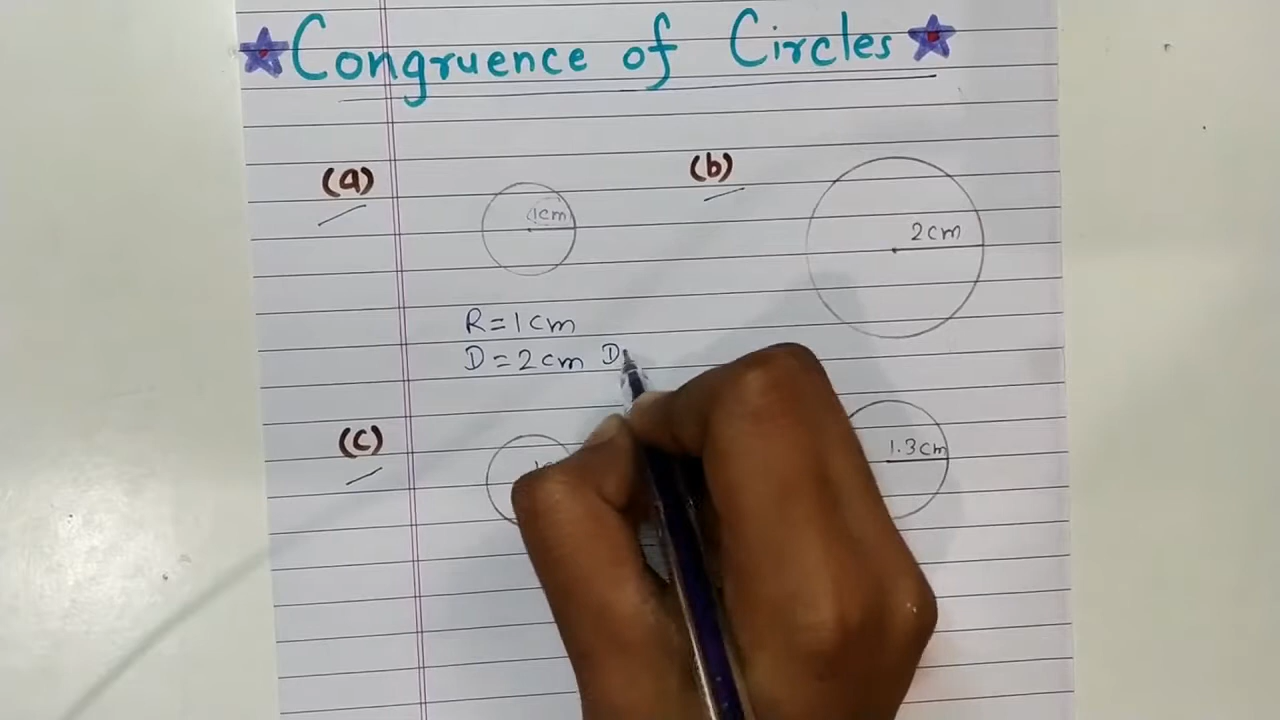 Congruence of Circles
(a)
1cm
(b)
2cm
R=1cm
D=2cm D
(c)
1.3cm